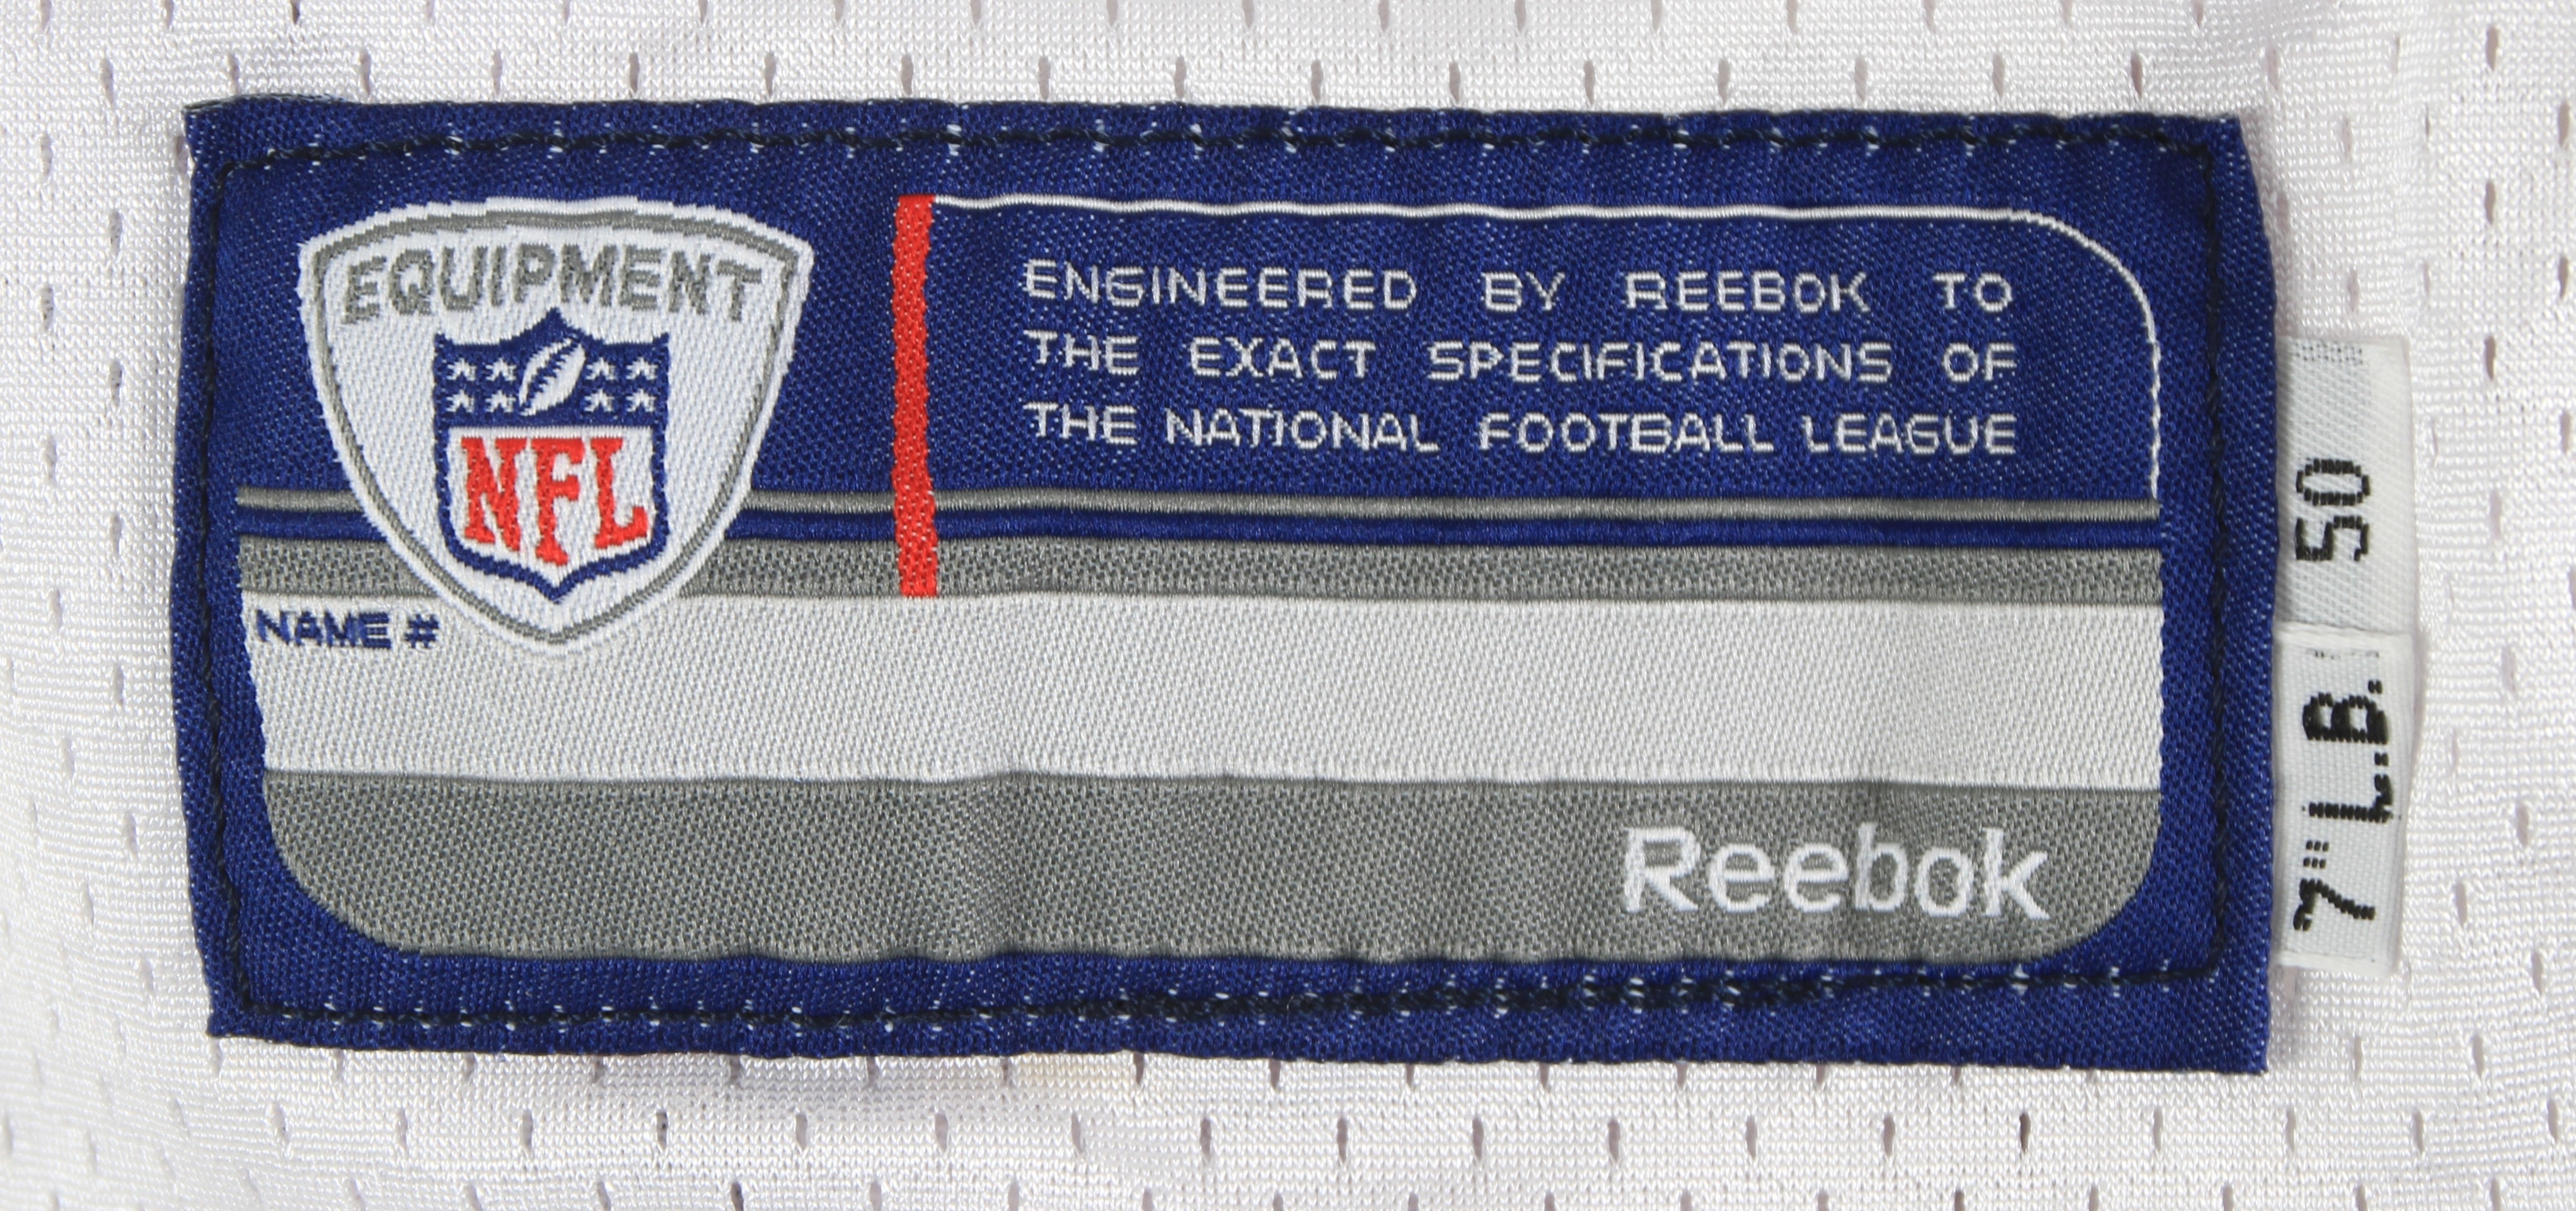 EQUIPMENT
NFL
ENGINEERED BY REEBOK TO
THE EXACT SPECIFICATIONS OF
THE NATIONAL FOOTBALL LEAGUE
NAME #
Reebok
50
7" L.B.